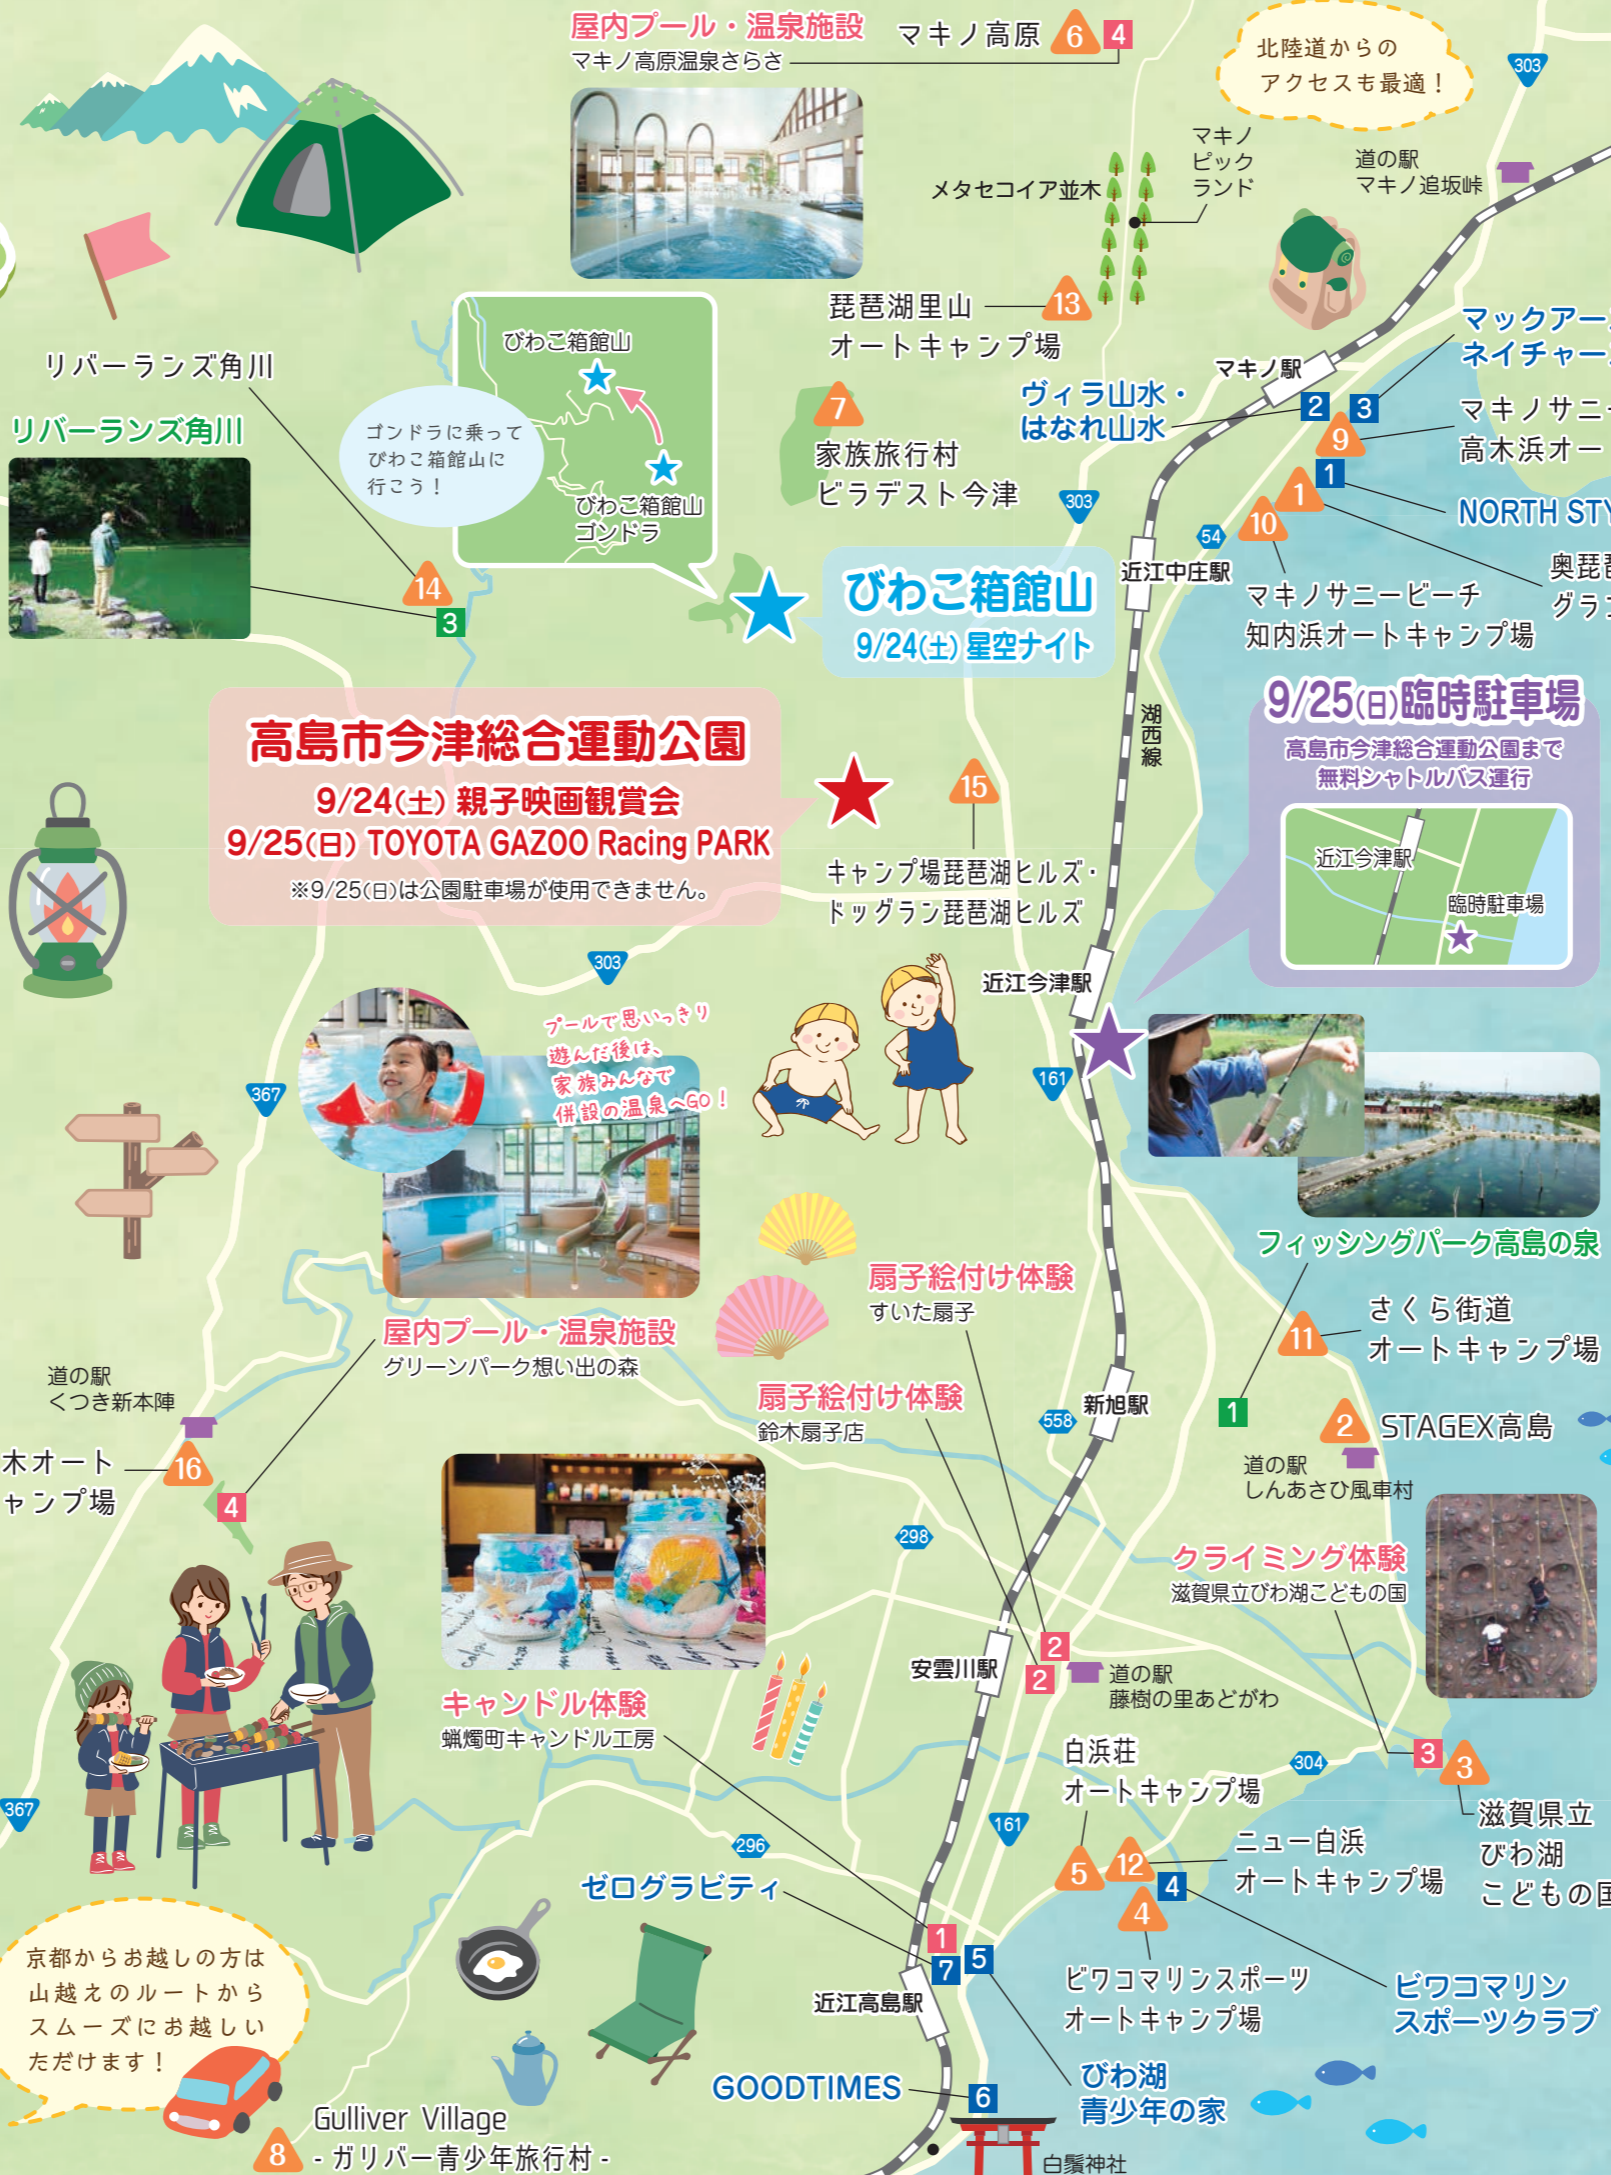 屋内プール・温泉施設
マキノ高原温泉さらさ
マキノ高原
6
4
北陸道からの
アクセスも最適！
303
マキノ
ピック
ランド
道の駅
マキノ追坂峠
メタセコイア並木
琵琶湖里山
オートキャンプ場
13
リバーランズ角川
リバーランズ角川
14
3
びわこ箱館山
ゴンドラに乗って
びわこ箱館山に
行こう！
びわこ箱館山
ゴンドラ
7
家族旅行村
ビラデスト今津
マキノ駅
ヴィラ山水・
はなれ山水
2
3
マックアー
ネイチャー
9
マキノサニー
高木浜オー
1
NORTH STY
1
10
奥琵琶
グラン
マキノサニービーチ
知内浜オートキャンプ場
303
54
近江中庄駅
びわこ箱館山
9/24(土) 星空ナイト
湖西線
高島市今津総合運動公園
9/24(土) 親子映画観賞会
9/25(日) TOYOTA GAZOO Racing PARK
※9/25(日)は公園駐車場が使用できません。
15
キャンプ場琵琶湖ヒルズ・
ドッグラン琵琶湖ヒルズ
9/25(日)臨時駐車場
高島市今津総合運動公園まで
無料シャトルバス運行
近江今津駅
臨時駐車場
303
近江今津駅
161
367
プールで思いっきり
遊んだ後は、
家族みんなで
併設の温泉へGO！
屋内プール・温泉施設
グリーンパーク想い出の森
フィッシングパーク高島の泉
扇子絵付け体験
すいた扇子
扇子絵付け体験
鈴木扇子店
11
さくら街道
オートキャンプ場
新旭駅
558
1
2
STAGEX高島
道の駅
しんあさひ風車村
道の駅
くつき新本陣
木オート
ャンプ場
16
4
298
クライミング体験
滋賀県立びわ湖こどもの国
安雲川駅
2
2
道の駅
藤樹の里あどがわ
キャンドル体験
蝋燭町キャンドル工房
白浜荘
オートキャンプ場
304
3
3
滋賀県立
びわ湖
こどもの国
367
161
296
ゼログラビティ
5
12
4
4
ニュー白浜
オートキャンプ場
1
7
5
近江高島駅
ビワコマリンスポーツ
オートキャンプ場
ビワコマリン
スポーツクラブ
京都からお越しの方は
山越えのルートから
スムーズにお越しい
ただけます！
GOODTIMES
6
びわ湖
青少年の家
8
Gulliver Village
- ガリバー青少年旅行村 -
白鬚神社